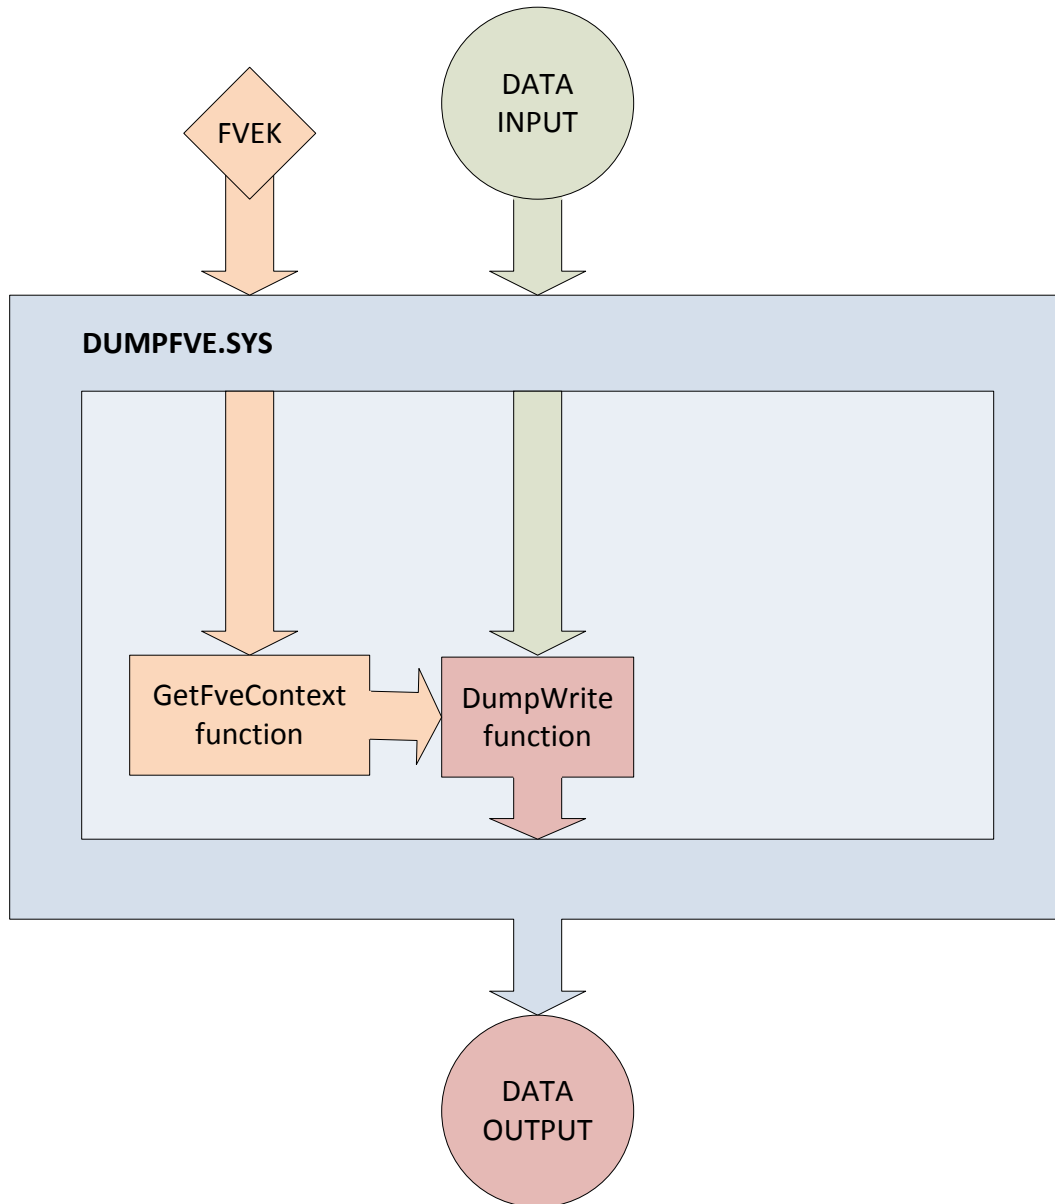 FVEK
DATA
INPUT
DUMPFVE.SYS
GetFveContext
function
DumpWrite
function
DATA
OUTPUT